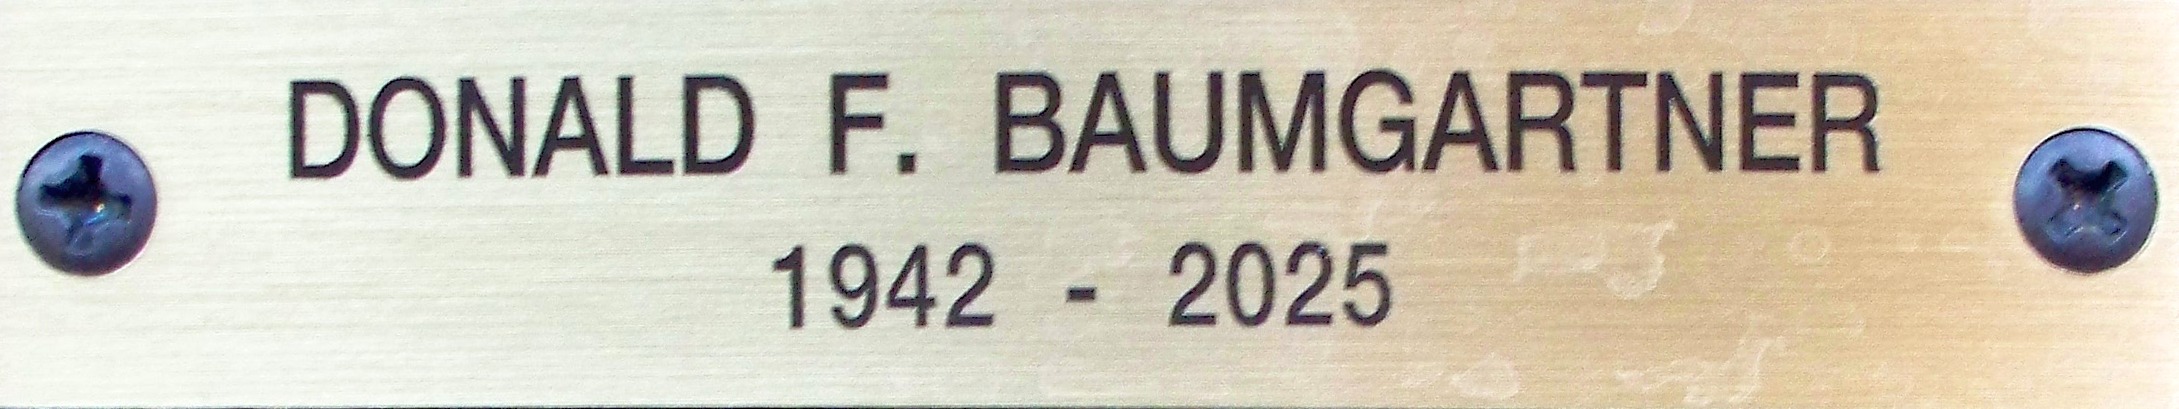 DONALD F. BAUMGARTNER
1942 - 2025